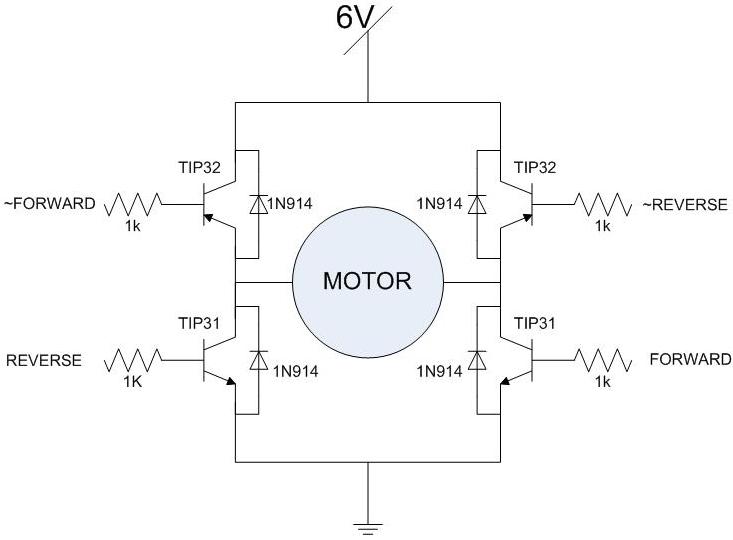 6V
TIP32
TIP32
~FORWARD
1k
1N914
1N914
1k
~REVERSE
MOTOR
TIP31
TIP31
REVERSE
1K
1N914
1N914
1k
FORWARD